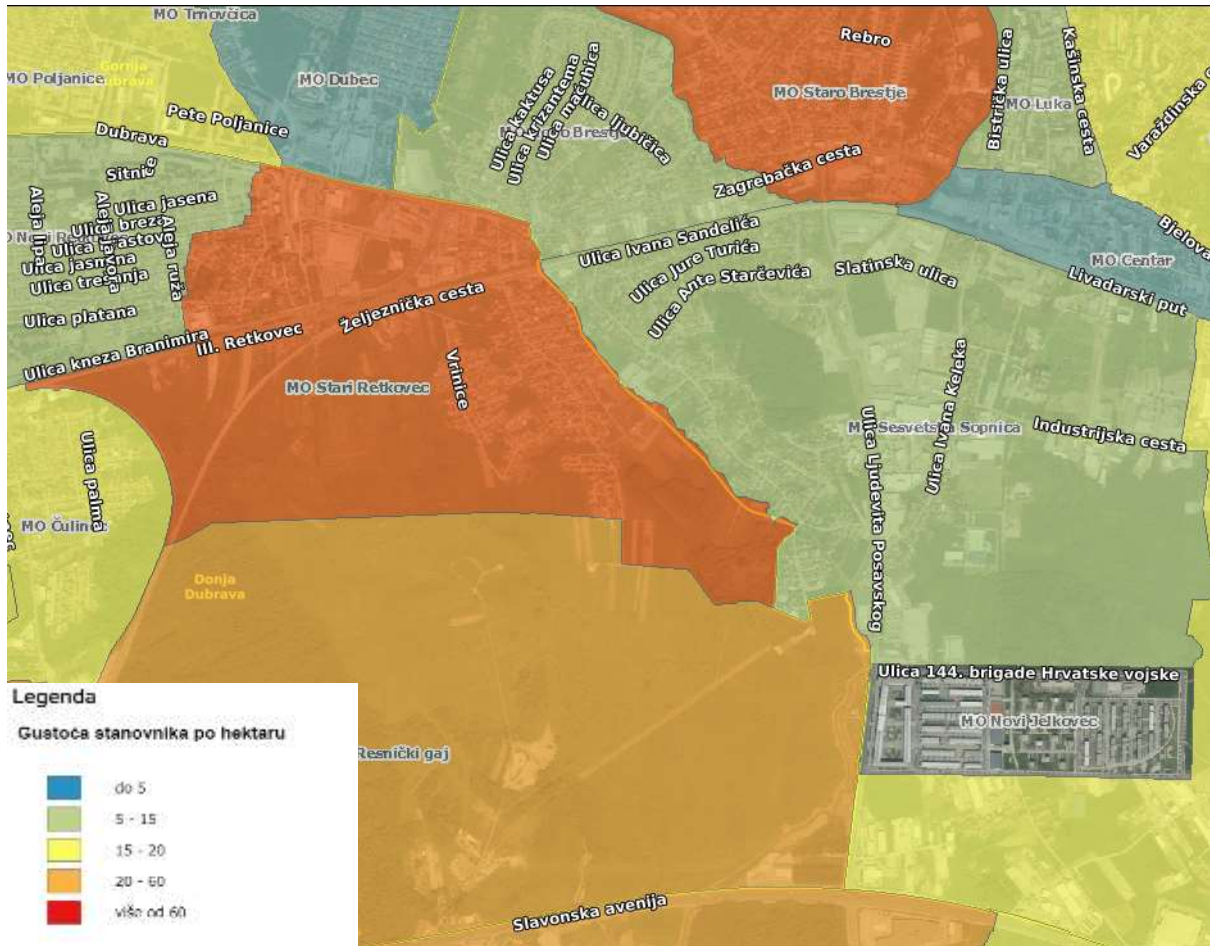 MO Trnovčica
MO Poljanice
Gornja
Dubrava
MO Dubec
Pete Poljanice
Dubrava
Sitnice
Ulica jasena
Ulica breza
Ulica jasmina
Ulica trešanja
Ulica platana
Aleja lipa
Aleja javora
Aleja ruža
Ulica kneza Branimira
III. Retkovec
Željeznička cesta
Vrinice
MO Stari Retkovec
Ulica palma
MO Čulinec
Donja
Dubrava
Ulica kaktusa
Ulica krizantema
Ulica maćuhica
Ulica ljubičica
Rebro
MO Staro Brestje
Zagrebačka cesta
Bistrička ulica
MO Luka
Kašinska cesta
Varaždinska
Bjelova
MO Centar
Livadarski put
Ulica Ivana Sandelića
Ulica Jure Turića
Ulica Ante Starčevića
Slatinska ulica
Ulica Ivana Keleka
Ulica Ljudevita Posavskog
MO Sesvetska Sopnica
Industrijska cesta
Ulica 144. brigade Hrvatske vojske
MO Novi Jelkovec
Resnički gaj
Slavonska avenija
Legenda
Gustoća stanovnika po hektaru
do 5
5 - 15
15 - 20
20 - 60
više od 60